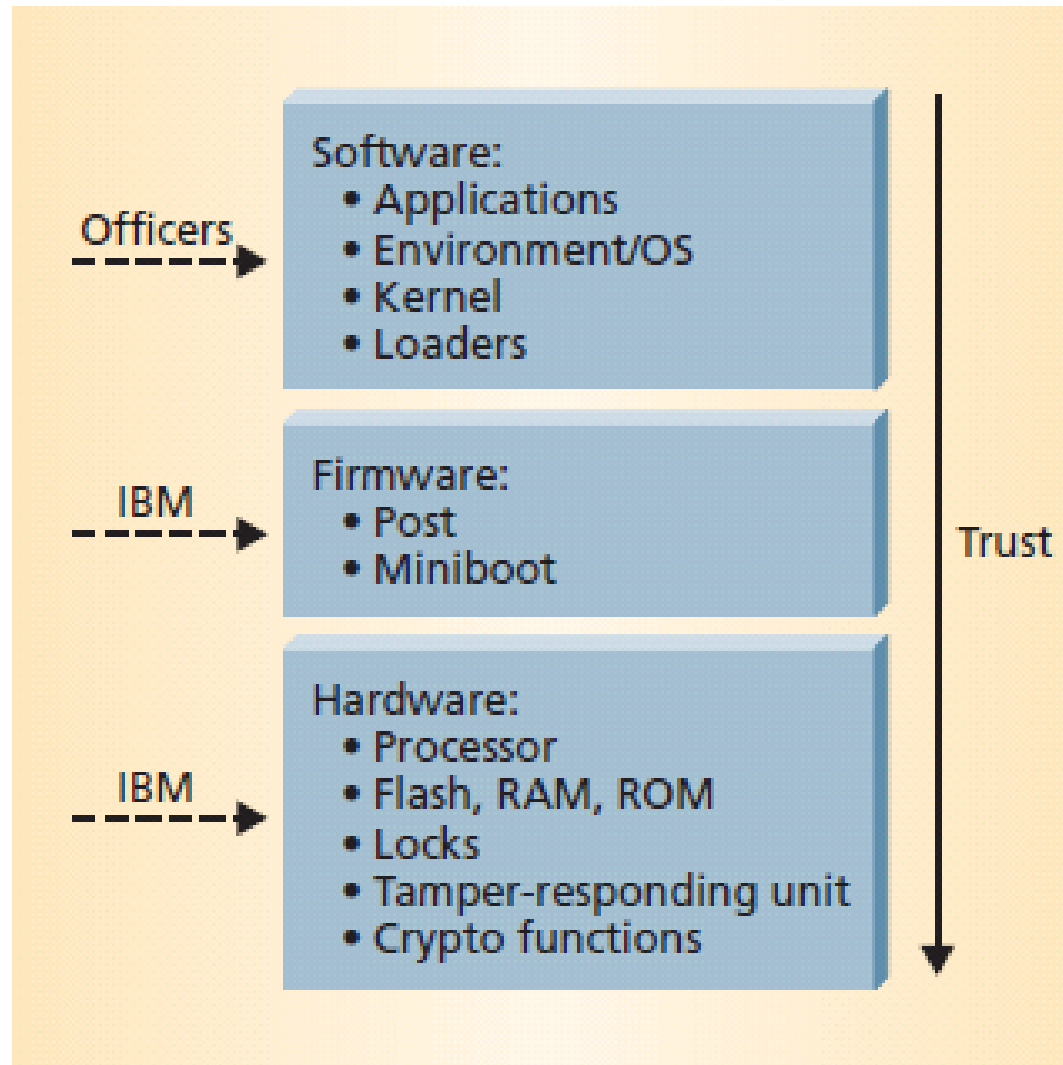 Software:
• Applications
Officers
• Environment/OS
• Kernel
• Loaders
Firmware:
IBM
• Post
• Miniboot
Trust
Hardware:
• Processor
IBM
• Flash, RAM, ROM
• Locks
• Tamper-responding unit
• Crypto functions